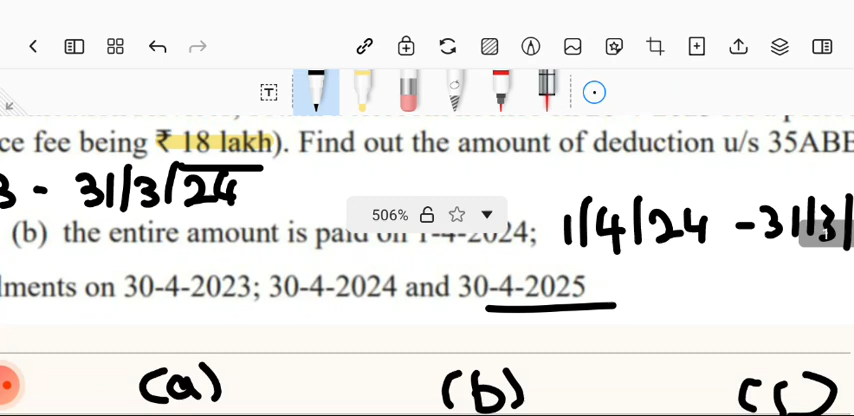 ce fee being ₹ 18 lakh). Find out the amount of deduction u/s 35ABB
3 - 31/3/24
506%
(b) the entire amount is paid on 1-4-2024; 1/4/24 - 31/3/
lments on 30-4-2023; 30-4-2024 and 30-4-2025
(a) (b) (c)